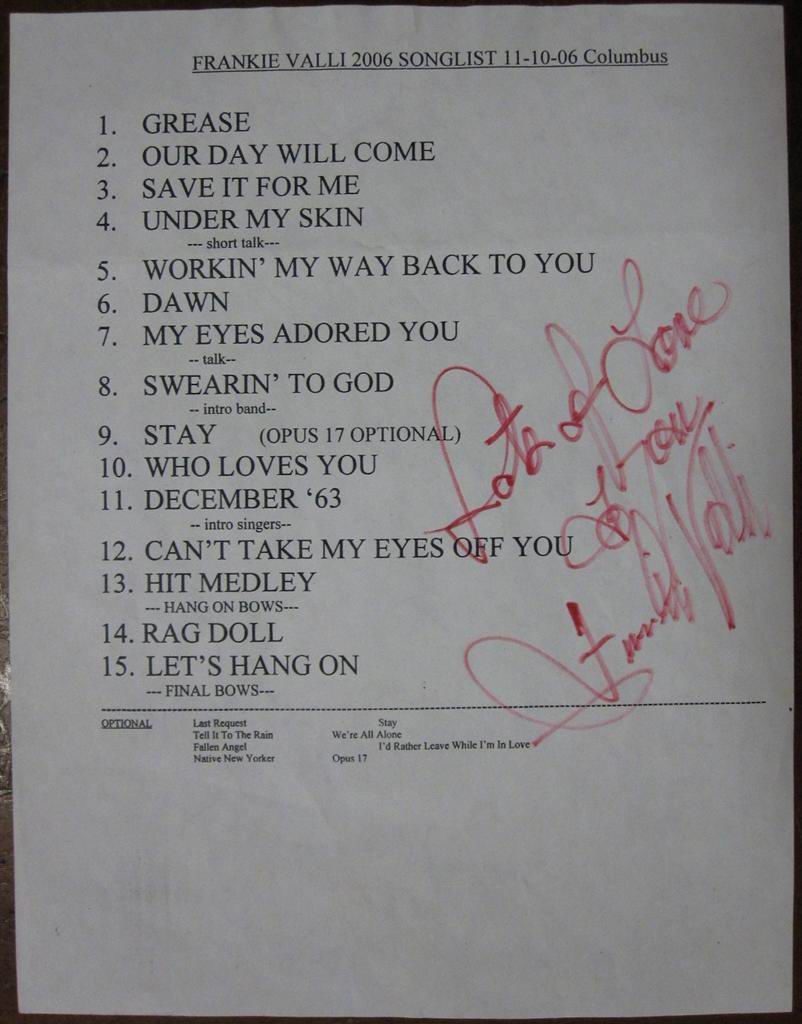 FRANKIE VALLI 2006 SONGLIST 11-10-06 Columbus
1. GREASE
2. OUR DAY WILL COME
3. SAVE IT FOR ME
4. UNDER MY SKIN
--- short talk---
5. WORKIN' MY WAY BACK TO YOU
6. DAWN
7. MY EYES ADORED YOU
-- talk--
8. SWEARIN' TO GOD
-- intro band--
9. STAY (OPUS 17 OPTIONAL)
10. WHO LOVES YOU
11. DECEMBER '63
-- intro singers--
12. CAN'T TAKE MY EYES OFF YOU
13. HIT MEDLEY
--- HANG ON BOWS---
14. RAG DOLL
15. LET'S HANG ON
--- FINAL BOWS---
Lots of Love
Frankie Valli
OPTIONAL Last Request Stay
Tell It To The Rain We're All Alone
Fallen Angel I'd Rather Leave While I'm In Love
Native New Yorker Opus 17